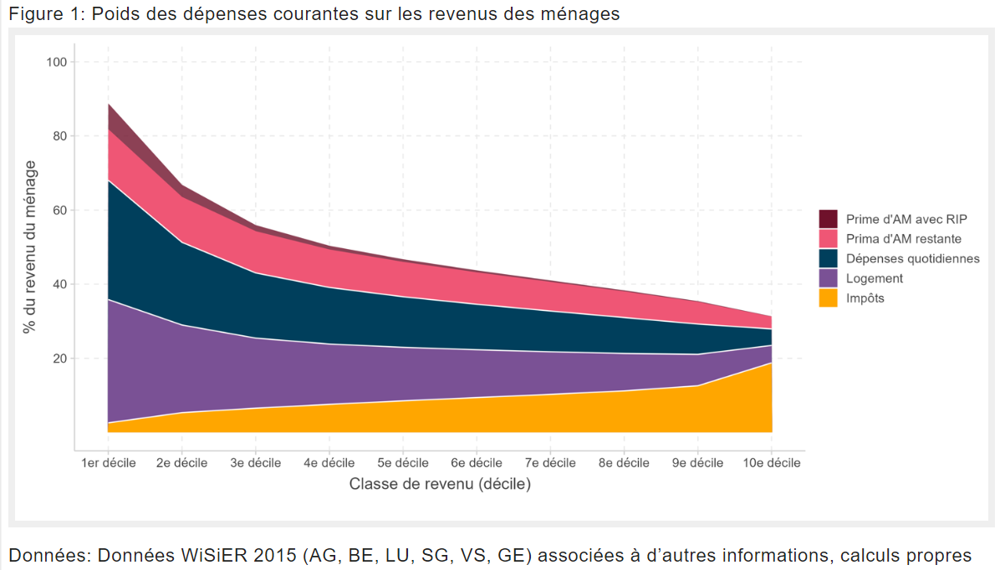 Figure 1: Poids des dépenses courantes sur les revenus des ménages
100
80
60
40
20
% du revenu du ménage
1er décile 2e décile 3e décile 4e décile 5e décile 6e décile 7e décile 8e décile 9e décile 10e décile
Classe de revenu (décile)
Prime d'AM avec RIP
Prima d'AM restante
Dépenses quotidiennes
Logement
Impôts
Données: Données WiSiER 2015 (AG, BE, LU, SG, VS, GE) associées à d’autres informations, calculs propres